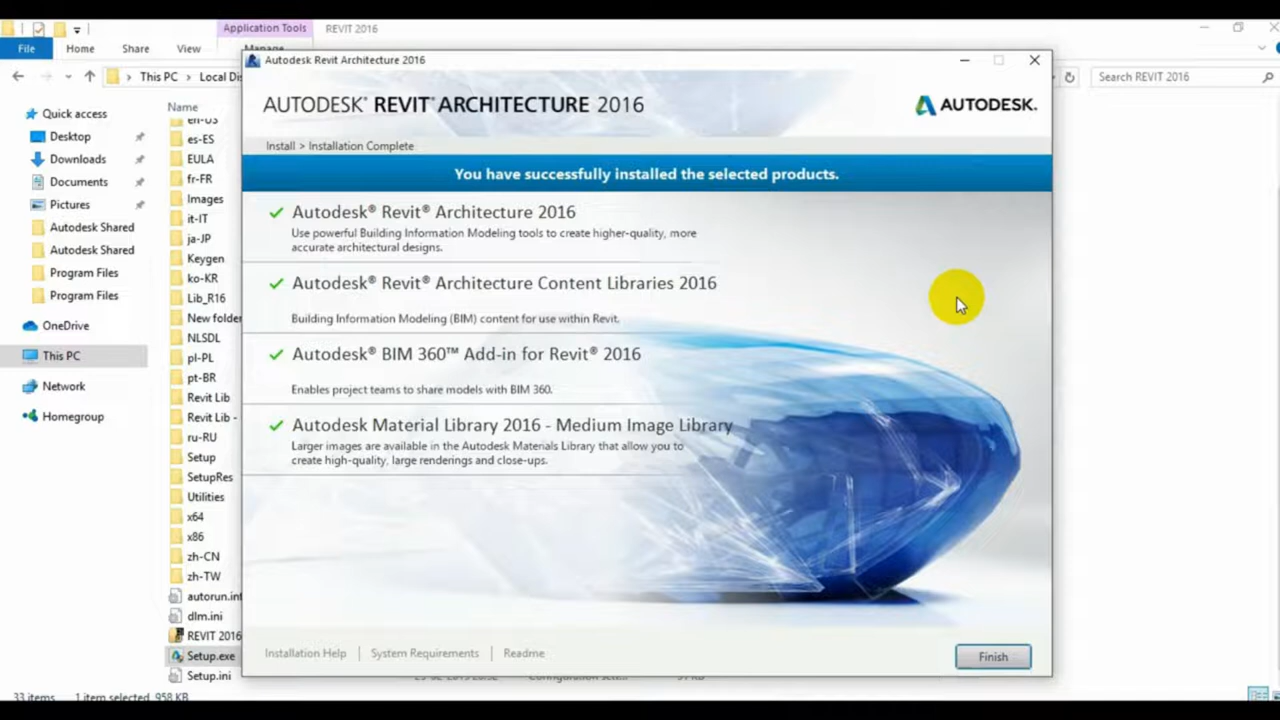 Application Tools
REVIT 2016
File
Home
Share
View
Manage
This PC
Local Dis
Search REVIT 2016
Quick access
Desktop
Downloads
Documents
Pictures
Autodesk Shared
Autodesk Shared
Program Files
Program Files
OneDrive
This PC
Network
Homegroup
Name
en-US
es-ES
EULA
fr-FR
Images
it-IT
ja-JP
Keygen
ko-KR
Lib_R16
New folder
NLSDL
pl-PL
pt-BR
Revit Lib
Revit Lib -
ru-RU
Setup
SetupRes
Utilities
x64
x86
zh-CN
zh-TW
autorun.inf
dlm.ini
REVIT 2016
Setup.exe
Setup.ini
33 items
1 item selected 958 KB
Autodesk Revit Architecture 2016
AUTODESK® REVIT® ARCHITECTURE 2016
AUTODESK.
Install > Installation Complete
You have successfully installed the selected products.
Autodesk® Revit® Architecture 2016
Use powerful Building Information Modeling tools to create higher-quality, more
accurate architectural designs.
Autodesk® Revit® Architecture Content Libraries 2016
Building Information Modeling (BIM) content for use within Revit.
Autodesk® BIM 360™ Add-in for Revit® 2016
Enables project teams to share models with BIM 360.
Autodesk Material Library 2016 - Medium Image Library
Larger images are available in the Autodesk Materials Library that allow you to
create high-quality, large renderings and close-ups.
Installation Help
System Requirements
Readme
Finish